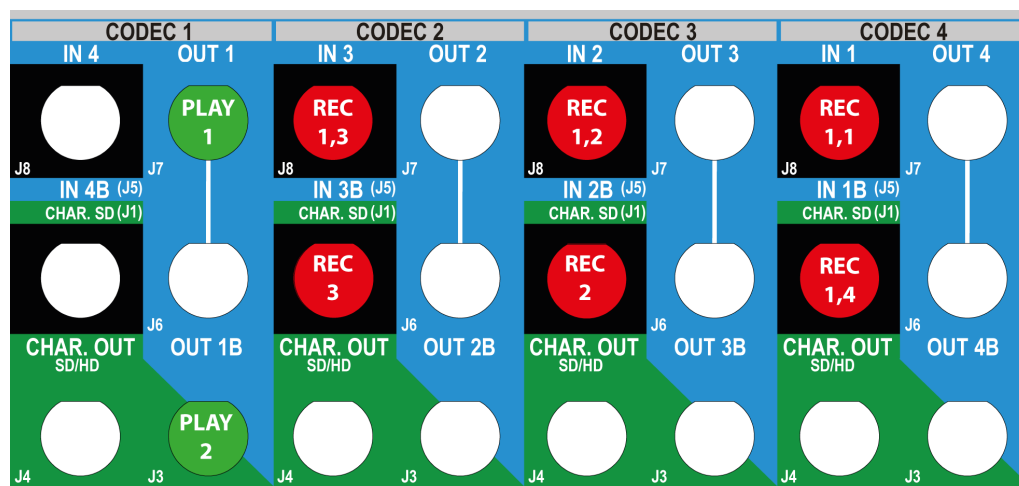 CODEC 1 CODEC 2 CODEC 3 CODEC 4
IN 4 OUT 1 IN 3 OUT 2 IN 2 OUT 3 IN 1 OUT 4
PLAY REC REC REC
1 1,3 1,2 1,1
J8 J7 J8 J7 J8 J7 J8 J7
IN 4B (J5) IN 3B (J5) IN 2B (J5) IN 1B (J5)
CHAR. SD (J1) CHAR. SD (J1) CHAR. SD (J1) CHAR. SD (J1)
REC REC REC
3 2 1,4
J6 J6 J6 J6
CHAR. OUT OUT 1B CHAR. OUT OUT 2B CHAR. OUT OUT 3B CHAR. OUT OUT 4B
SD/HD SD/HD SD/HD SD/HD
PLAY
2
J4 J3 J4 J3 J4 J3 J4 J3